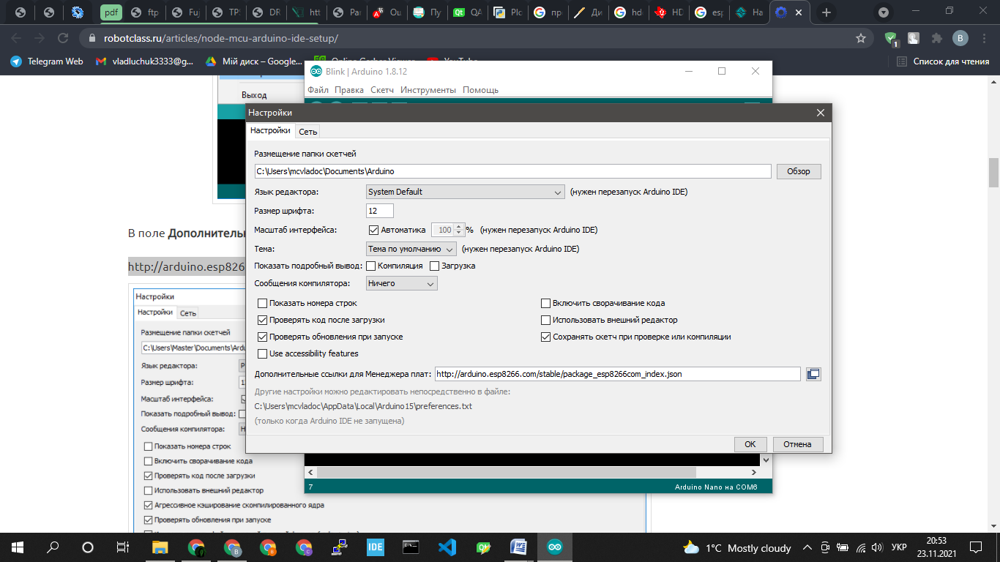 pdf
ftp
Fuj
TPS
DR
htt
Par
Ou
Пу
QA
Plc
пр
Ди
hdd
HD
esp
На
robotclass.ru/articles/node-mcu-arduino-ide-setup/
1
B
Telegram Web
vladluchuk3333@g...
Мій диск – Google...
Online Gerber Viewer
YouTube
Список для чтения
Blink | Arduino 1.8.12
Файл Правка Скетч Инструменты Помощь
Выход
Настройки
Настройки Сеть
Размещение папки скетчей
C:\Users\mcvladoc\Documents\Arduino
Обзор
Язык редактора: System Default (нужен перезапуск Arduino IDE)
Размер шрифта: 12
Масштаб интерфейса: Автоматика 100 % (нужен перезапуск Arduino IDE)
Тема: Тема по умолчанию (нужен перезапуск Arduino IDE)
Показать подробный вывод: Компиляция Загрузка
Сообщения компилятора: Ничего
Показать номера строк Включить сворачивание кода
Проверять код после загрузки Использовать внешний редактор
Проверять обновления при запуске Сохранять скетч при проверке или компиляции
Use accessibility features
Дополнительные ссылки для Менеджера плат: http://arduino.esp8266.com/stable/package_esp8266com_index.json
Другие настройки можно редактировать непосредственно в файле:
C:\Users\mcvladoc\AppData\Local\Arduino15\preferences.txt
(только когда Arduino IDE не запущена)
OK Отмена
7 Arduino Nano на COM6
В поле Дополнитель
http://arduino.esp826
Настройки
Настройки Сеть
Размещение папки скетчей
C:\Users\Master\Documents\Ardu
Язык редактора: Р
Размер шрифта: 1
Масштаб интерфейса:
Показать подробный вывод:
Сообщения компилятора: Н
Показать номера строк
Включить сворачивание кода
Проверять код после загрузки
Использовать внешний редактор
Агрессивное кэширование скомпилированного ядра
Проверять обновления при запуске
IDE
1°C Mostly cloudy
УКР
20:53
23.11.2021